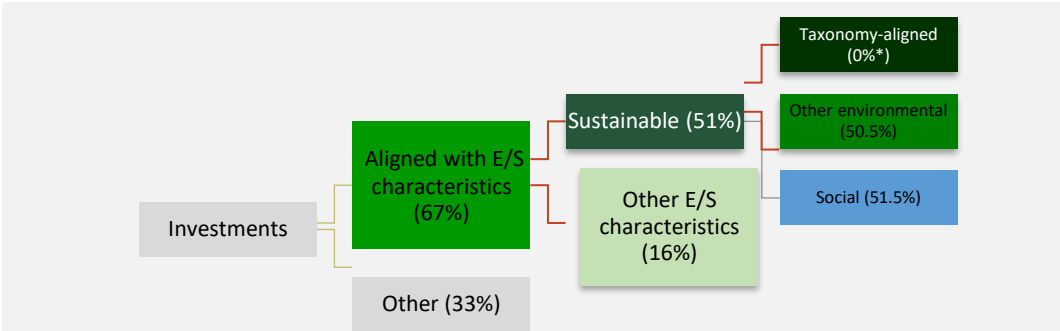 Investments
Aligned with E/S
characteristics
(67%)
Other (33%)
Sustainable (51%)
Other E/S
characteristics
(16%)
Taxonomy-aligned
(0%*)
Other environmental
(50.5%)
Social (51.5%)